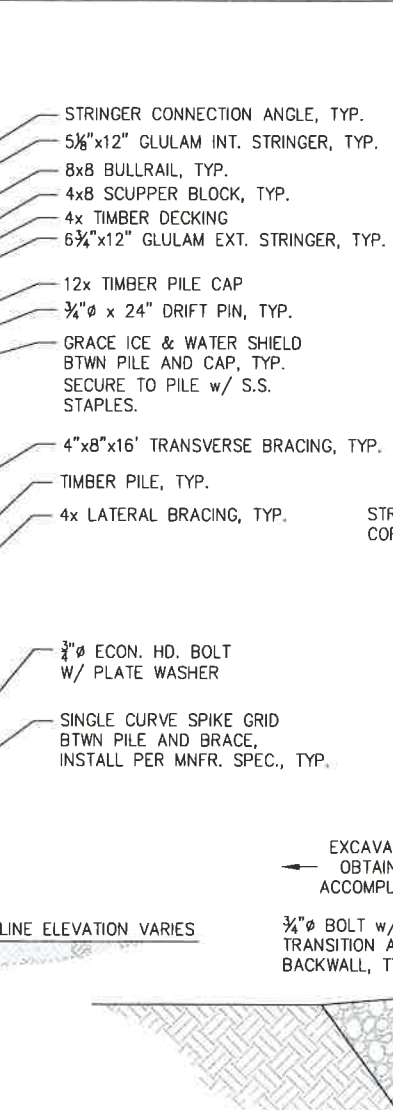 STRINGER CONNECTION ANGLE, TYP.
5⅛"x12" GLULAM INT. STRINGER, TYP.
8x8 BULLRAIL, TYP.
4x8 SCUPPER BLOCK, TYP.
4x TIMBER DECKING
6¾"x12" GLULAM EXT. STRINGER, TYP.
12x TIMBER PILE CAP
¾"ø x 24" DRIFT PIN, TYP.
GRACE ICE & WATER SHIELD
BTWN PILE AND CAP, TYP.
SECURE TO PILE w/ S.S.
STAPLES.
4"x8"x16' TRANSVERSE BRACING, TYP.
TIMBER PILE, TYP.
4x LATERAL BRACING, TYP.
STR
COF
¾"ø ECON. HD. BOLT
W/ PLATE WASHER
SINGLE CURVE SPIKE GRID
BTWN PILE AND BRACE,
INSTALL PER MNFR. SPEC., TYP.
EXCAVA
OBTAIN
ACCOMPL
LINE ELEVATION VARIES
¾"ø BOLT w/
TRANSITION A
BACKWALL, T